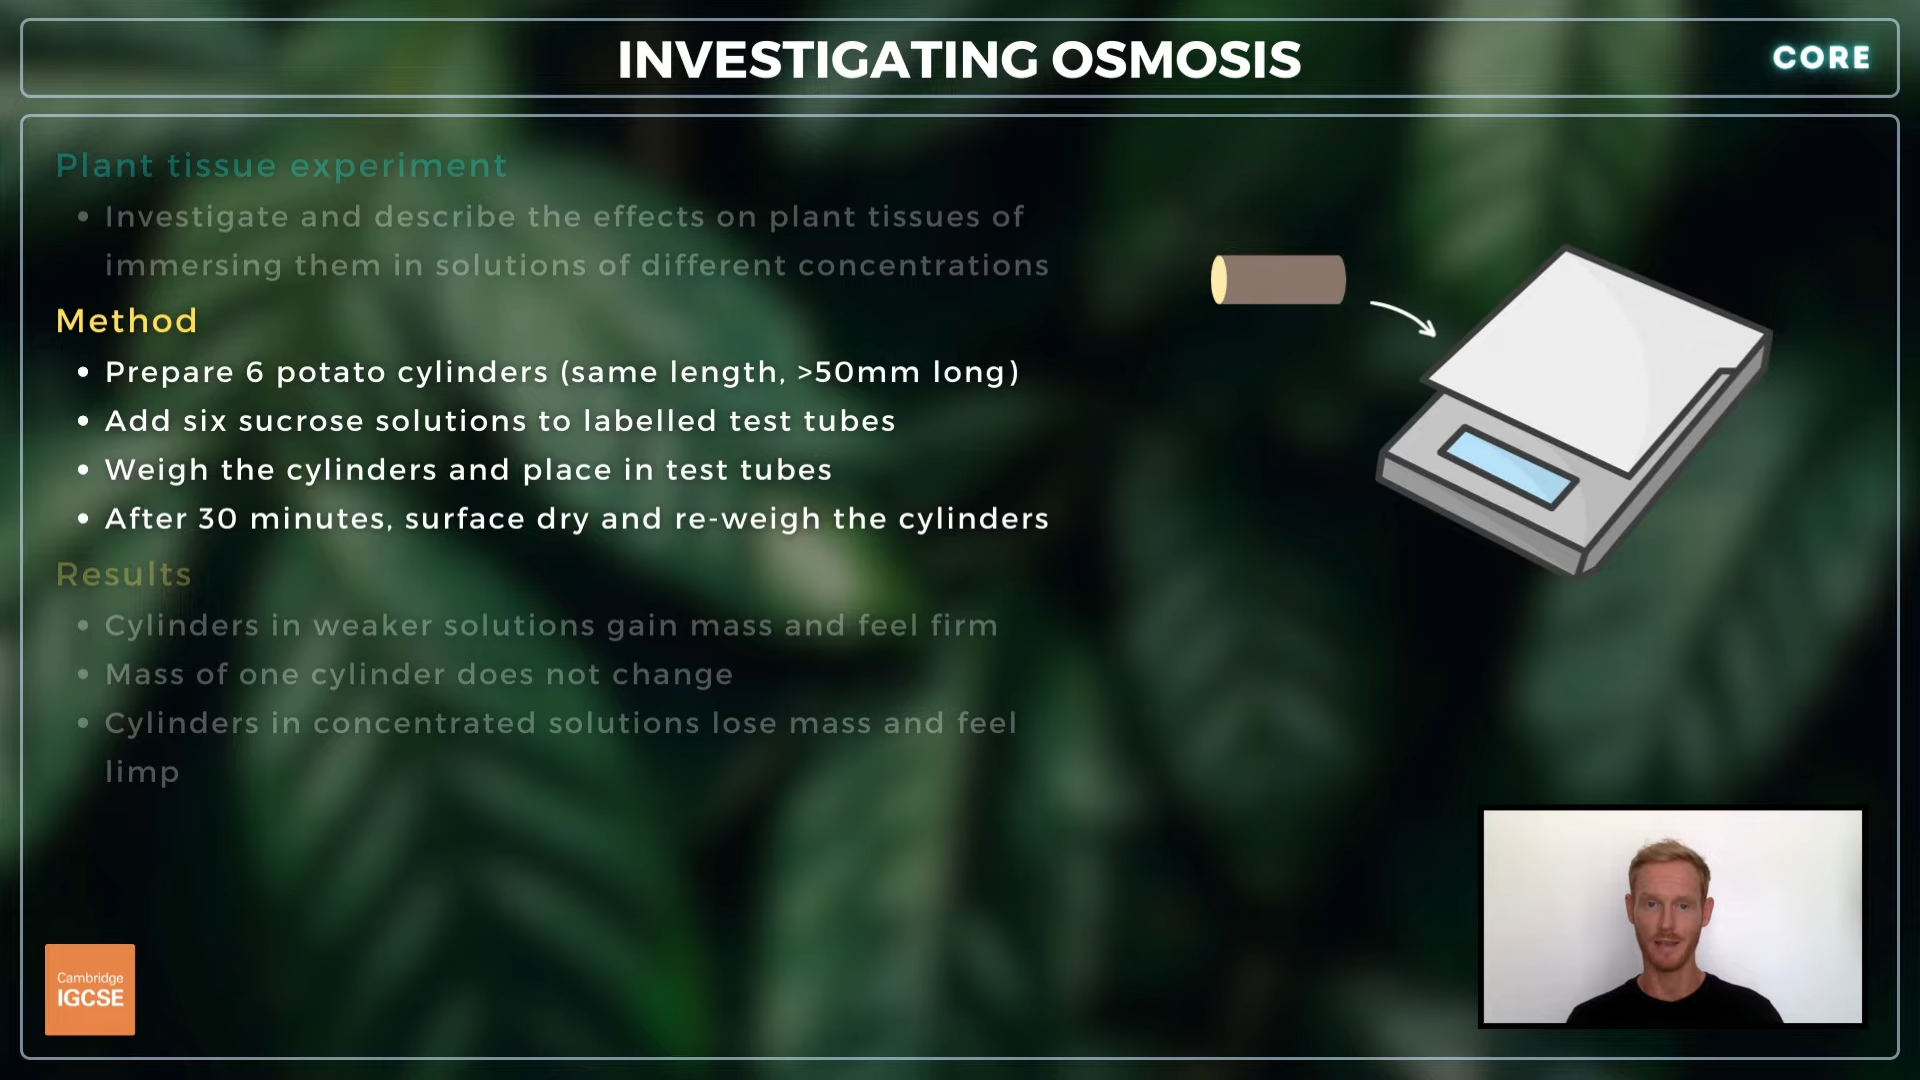 INVESTIGATING OSMOSIS
CORE
Plant tissue experiment
• Investigate and describe the effects on plant tissues of
immersing them in solutions of different concentrations
Method
• Prepare 6 potato cylinders (same length, >50mm long)
• Add six sucrose solutions to labelled test tubes
• Weigh the cylinders and place in test tubes
• After 30 minutes, surface dry and re-weigh the cylinders
Results
• Cylinders in weaker solutions gain mass and feel firm
• Mass of one cylinder does not change
• Cylinders in concentrated solutions lose mass and feel
limp
Cambridge
IGCSE